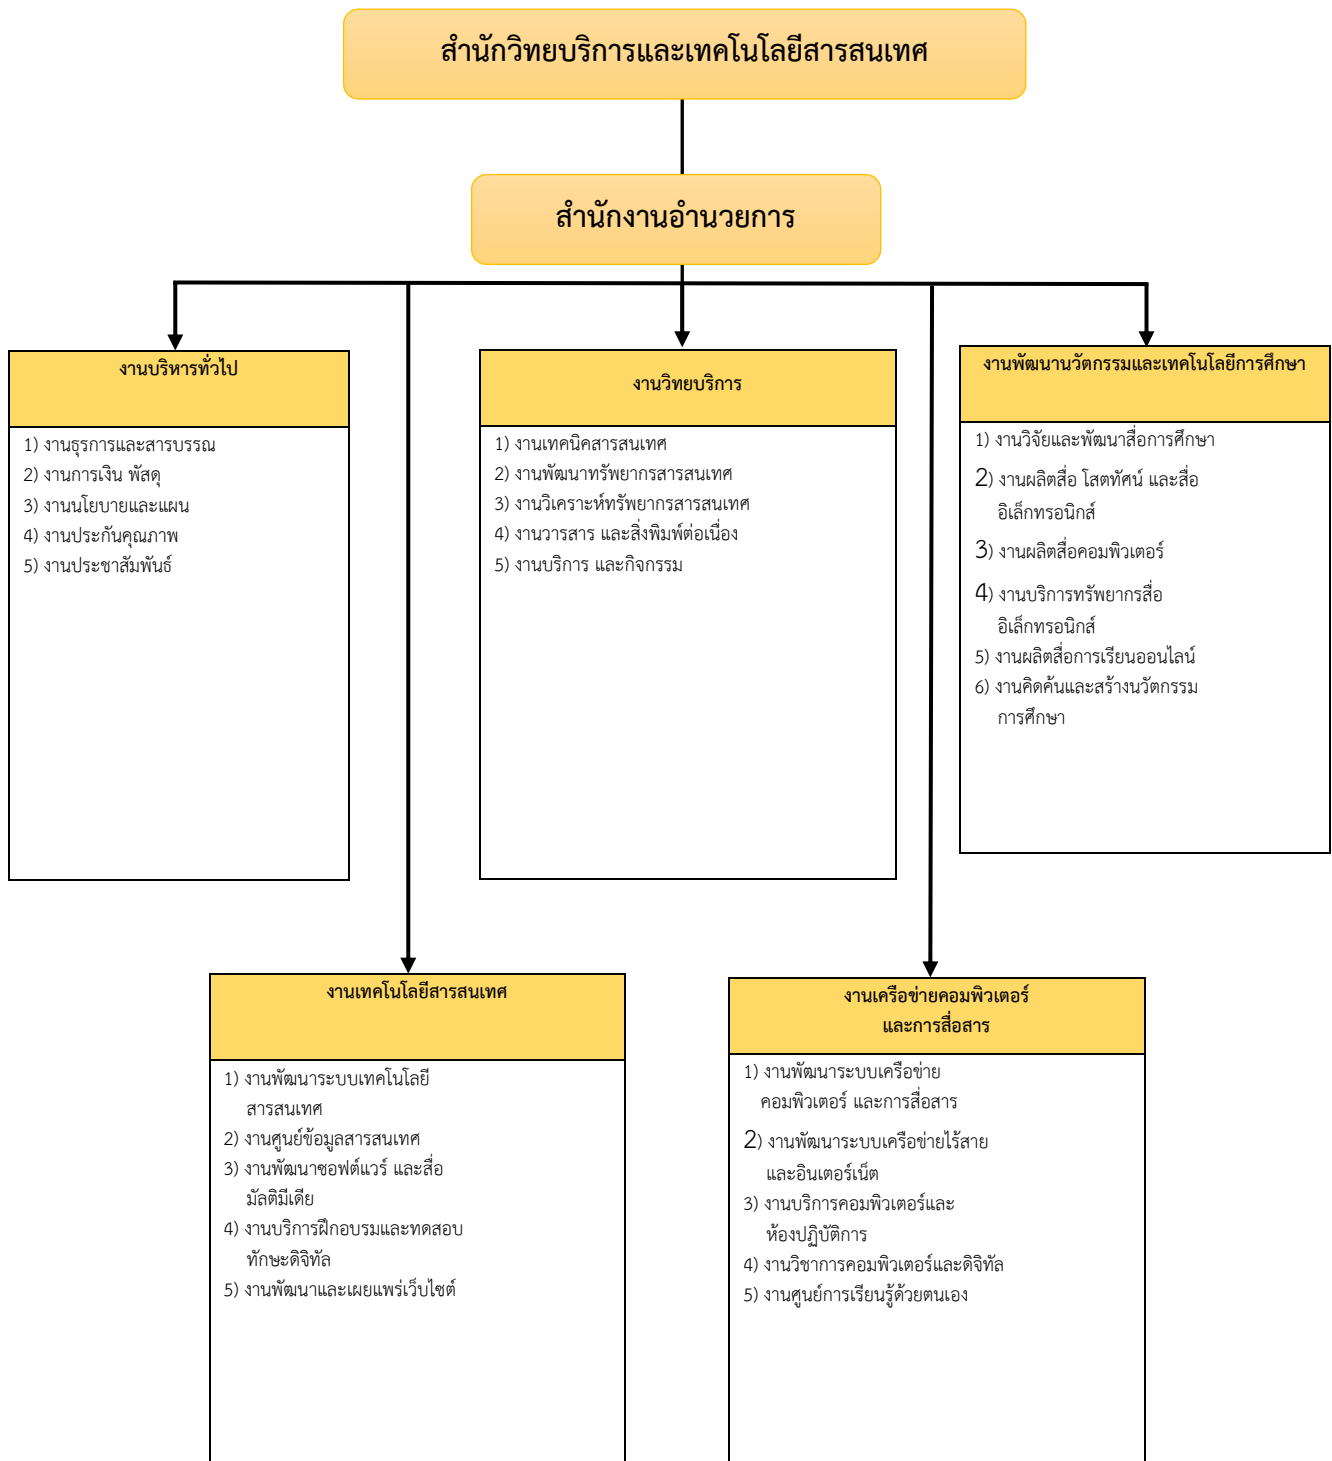 สำนักวิทยบริการและเทคโนโลยีสารสนเทศ
สำนักงานอำนวยการ
งานบริหารทั่วไป
1) งานธุรการและสารบรรณ
2) งานการเงิน พัสดุ
3) งานนโยบายและแผน
4) งานประกันคุณภาพ
5) งานประชาสัมพันธ์
งานวิทยบริการ
1) งานเทคนิคสารสนเทศ
2) งานพัฒนาทรัพยากรสารสนเทศ
3) งานวิเคราะห์ทรัพยากรสารสนเทศ
4) งานวารสาร และสิ่งพิมพ์ต่อเนื่อง
5) งานบริการ และกิจกรรม
งานพัฒนานวัตกรรมและเทคโนโลยีการศึกษา
1) งานวิจัยและพัฒนาสื่อการศึกษา
2) งานผลิตสื่อ โสตทัศน์ และสื่อ
อิเล็กทรอนิกส์
3) งานผลิตสื่อคอมพิวเตอร์
4) งานบริการทรัพยากรสื่อ
อิเล็กทรอนิกส์
5) งานผลิตสื่อการเรียนออนไลน์
6) งานคิดค้นและสร้างนวัตกรรม
การศึกษา
งานเทคโนโลยีสารสนเทศ
1) งานพัฒนาระบบเทคโนโลยี
สารสนเทศ
2) งานศูนย์ข้อมูลสารสนเทศ
3) งานพัฒนาซอฟต์แวร์ และสื่อ
มัลติมีเดีย
4) งานบริการฝึกอบรมและทดสอบ
ทักษะดิจิทัล
5) งานพัฒนาและเผยแพร่เว็บไซต์
งานเครือข่ายคอมพิวเตอร์
และการสื่อสาร
1) งานพัฒนาระบบเครือข่าย
คอมพิวเตอร์ และการสื่อสาร
2) งานพัฒนาระบบเครือข่ายไร้สาย
และอินเตอร์เน็ต
3) งานบริการคอมพิวเตอร์และ
ห้องปฏิบัติการ
4) งานวิชาการคอมพิวเตอร์และดิจิทัล
5) งานศูนย์การเรียนรู้ด้วยตนเอง